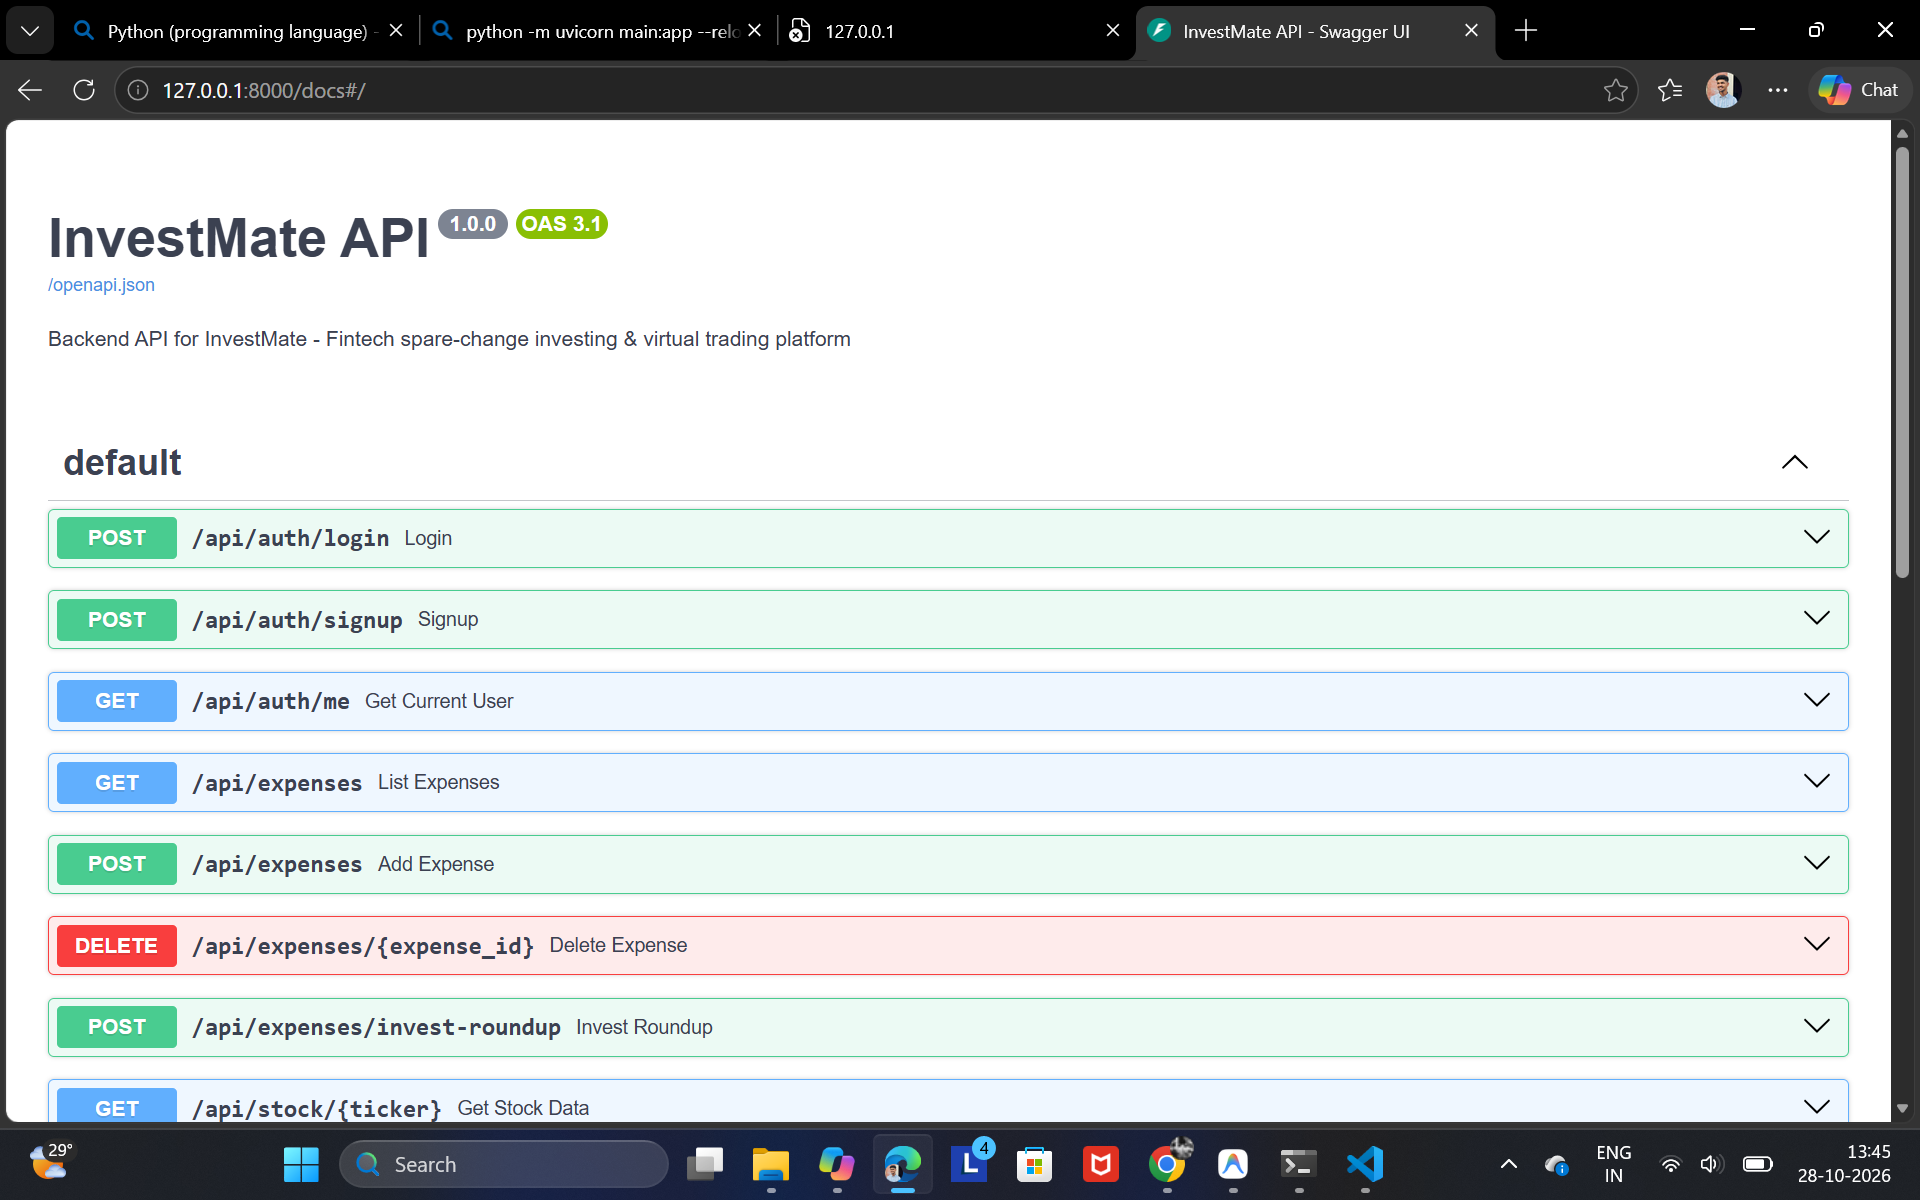 Python (programming language) -
python -m uvicorn main:app --relo
127.0.0.1
InvestMate API - Swagger UI
127.0.0.1:8000/docs#/
Chat
InvestMate API 1.0.0 OAS 3.1
/openapi.json
Backend API for InvestMate - Fintech spare-change investing & virtual trading platform
default
POST /api/auth/login Login
POST /api/auth/signup Signup
GET /api/auth/me Get Current User
GET /api/expenses List Expenses
POST /api/expenses Add Expense
DELETE /api/expenses/{expense_id} Delete Expense
POST /api/expenses/invest-roundup Invest Roundup
GET /api/stock/{ticker} Get Stock Data
29°
Search
L
4
ENG
IN
13:45
28-10-2026